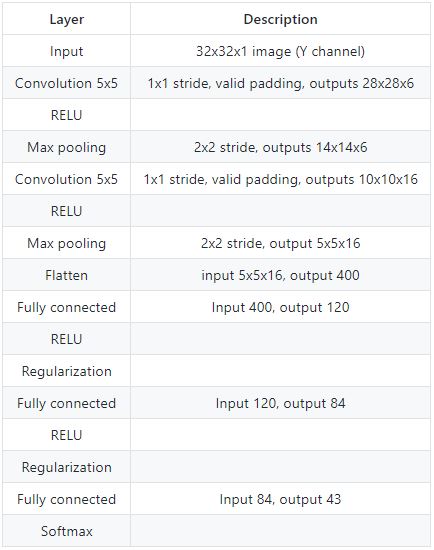 Layer Description
Input 32x32x1 image (Y channel)
Convolution 5x5 1x1 stride, valid padding, outputs 28x28x6
RELU
Max pooling 2x2 stride, outputs 14x14x6
Convolution 5x5 1x1 stride, valid padding, outputs 10x10x16
RELU
Max pooling 2x2 stride, output 5x5x16
Flatten input 5x5x16, output 400
Fully connected Input 400, output 120
RELU
Regularization
Fully connected Input 120, output 84
RELU
Regularization
Fully connected Input 84, output 43
Softmax